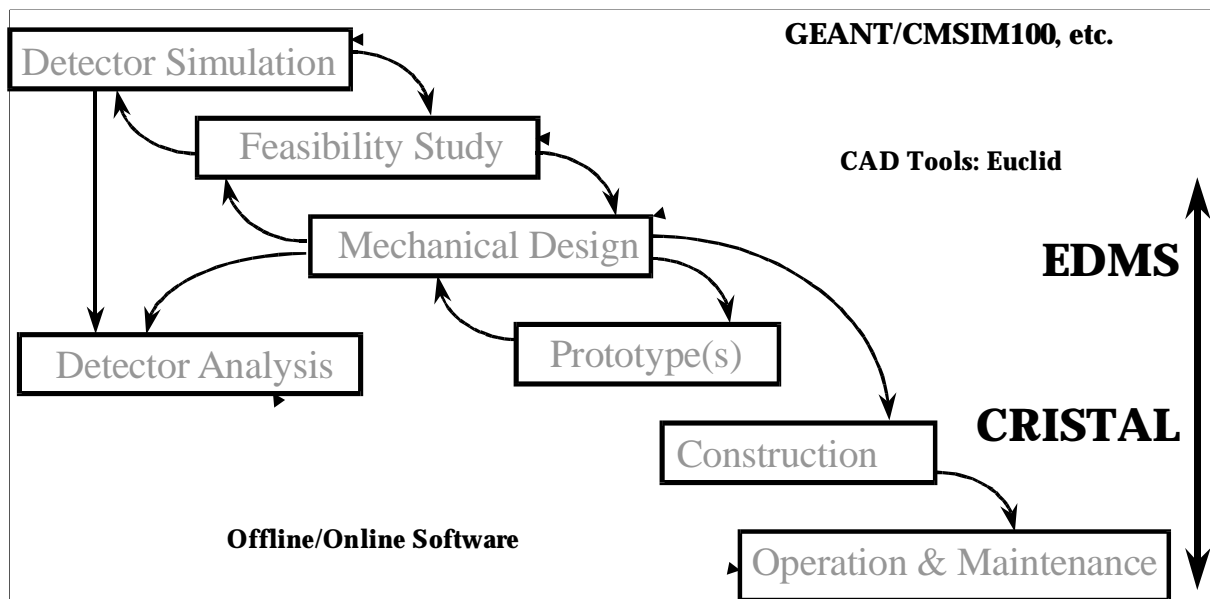 GEANT/CMSIM100, etc.
Detector Simulation
Feasibility Study
CAD Tools: Euclid
Mechanical Design
EDMS
Prototype(s)
Detector Analysis
CRISTAL
Construction
Offline/Online Software
Operation & Maintenance